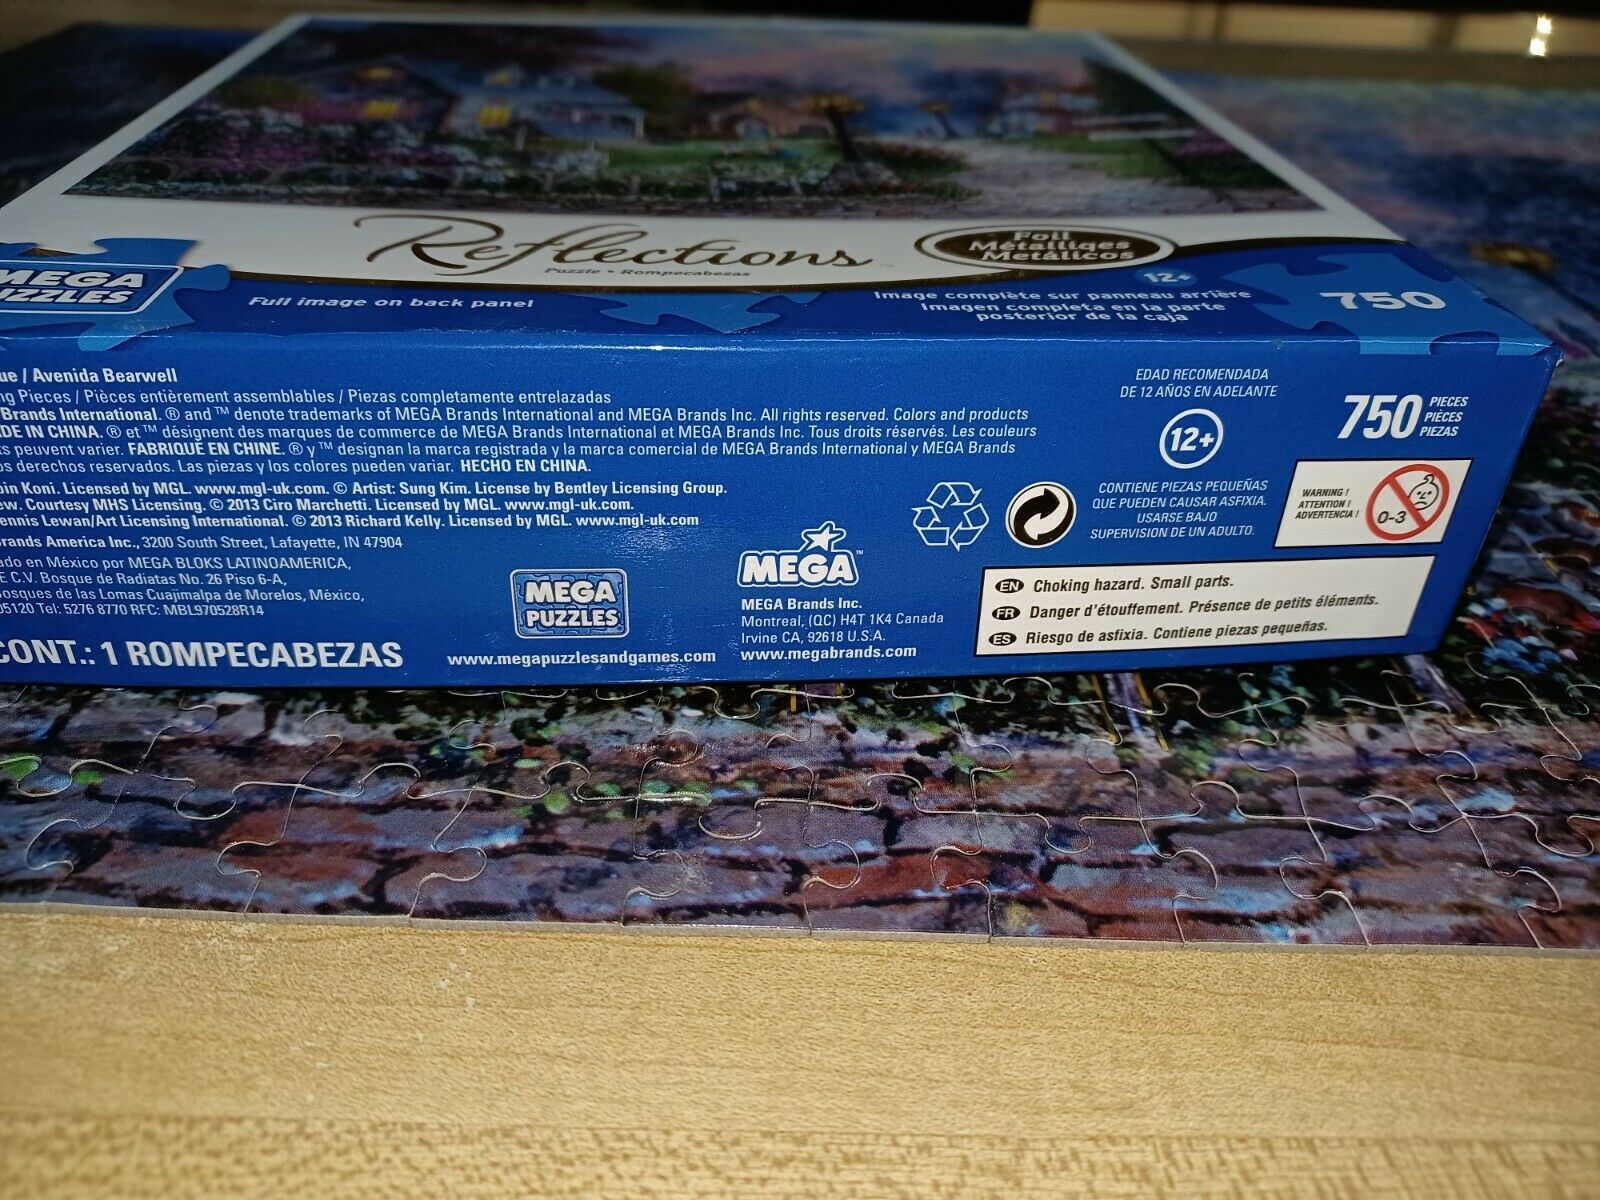 Reflections
Puzzle • Rompecabezas
Foil
Métalliqes
Metálicos
MEGA
PUZZLES
Full image on back panel
12+
Image complète sur panneau arrière
Imagen completa en la parte
posterior de la caja
750
/ Avenida Bearwell
Pieces / Pièces entièrement assemblables / Piezas completamente entrelazadas
Brands International. ® and ™ denote trademarks of MEGA Brands International and MEGA Brands Inc. All rights reserved. Colors and products
IN CHINA. ® et ™ désignent des marques de commerce de MEGA Brands International et MEGA Brands Inc. Tous droits réservés. Les couleurs
peuvent varier. FABRIQUÉ EN CHINE. ® y ™ designan la marca registrada y la marca comercial de MEGA Brands International y MEGA Brands
derechos reservados. Las piezas y los colores pueden variar. HECHO EN CHINA.
Koni. Licensed by MGL. www.mgl-uk.com. © Artist: Sung Kim. License by Bentley Licensing Group.
Courtesy MHS Licensing. © 2013 Ciro Marchetti. Licensed by MGL. www.mgl-uk.com.
Lewan/Art Licensing International. © 2013 Richard Kelly. Licensed by MGL. www.mgl-uk.com
America Inc., 3200 South Street, Lafayette, IN 47904
en México por MEGA BLOKS LATINOAMERICA,
C.V. Bosque de Radiatas No. 26 Piso 6-A,
de las Lomas Cuajimalpa de Morelos, México,
05120 Tel: 5276 8770 RFC: MBL970528R14
CONT.: 1 ROMPECABEZAS
MEGA
PUZZLES
www.megapuzzlesandgames.com
MEGA™
MEGA Brands Inc.
Montreal, (QC) H4T 1K4 Canada
Irvine CA, 92618 U.S.A.
www.megabrands.com
EDAD RECOMENDADA
DE 12 AÑOS EN ADELANTE
12+
750 PIECES
PIÈCES
PIEZAS
CONTIENE PIEZAS PEQUEÑAS
QUE PUEDEN CAUSAR ASFIXIA.
USARSE BAJO
SUPERVISION DE UN ADULTO.
WARNING !
ATTENTION !
ADVERTENCIA !
0-3
EN Choking hazard. Small parts.
FR Danger d'étouffement. Présence de petits éléments.
ES Riesgo de asfixia. Contiene piezas pequeñas.